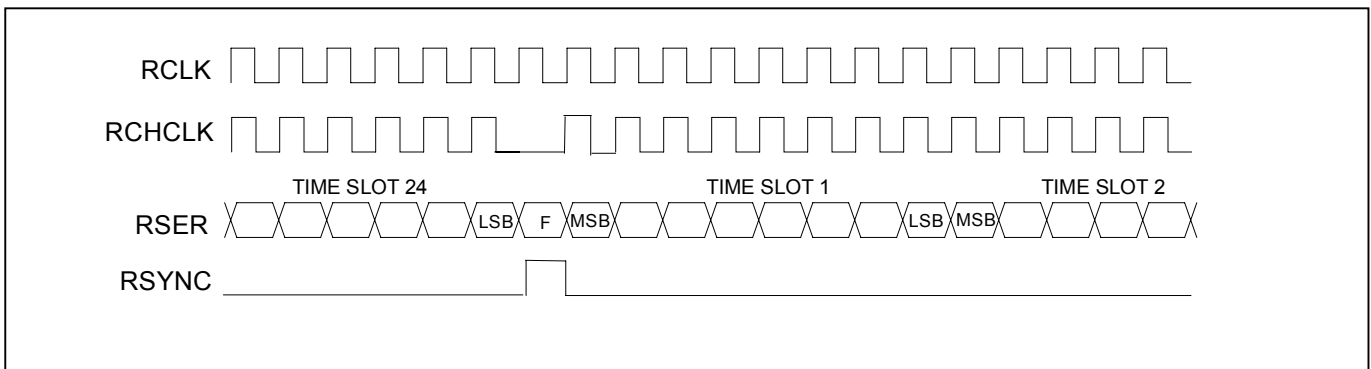 RCLK
RCHCLK
TIME SLOT 24 TIME SLOT 1 TIME SLOT 2
RSER LSB F MSB LSB MSB
RSYNC